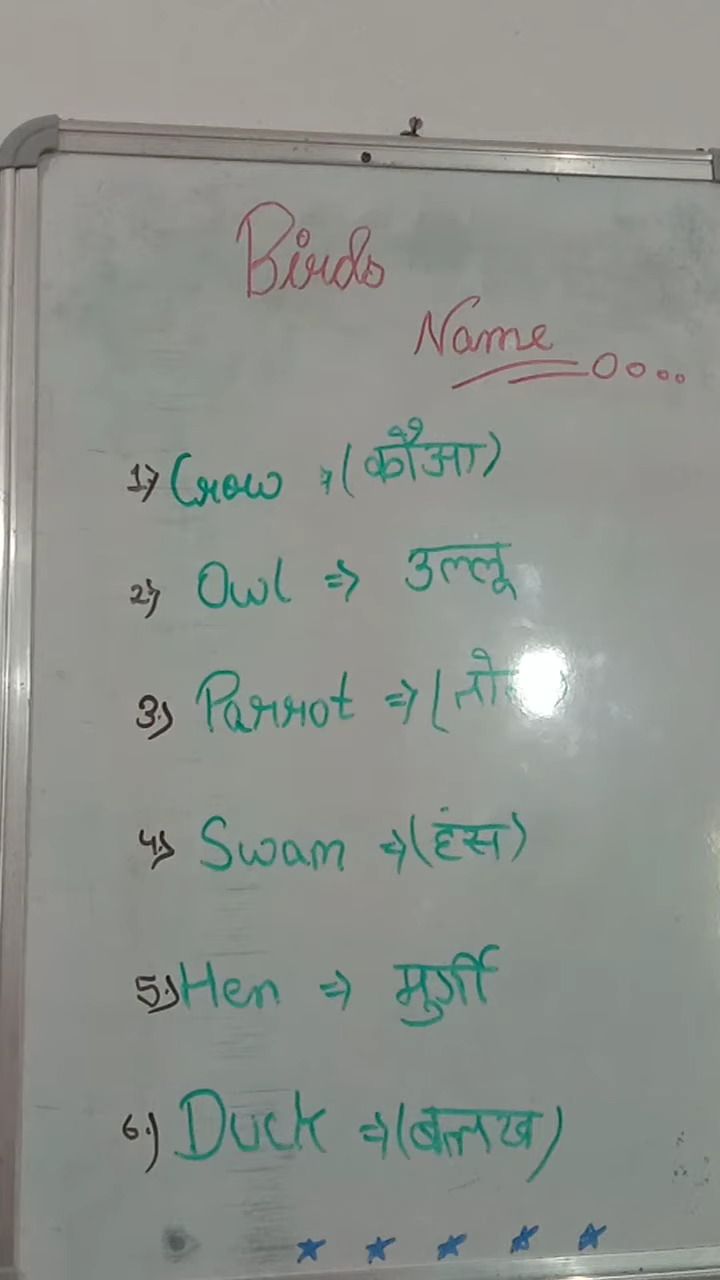 Birds
Name
1) Crow → (कौआ)
2) Owl ⇒ उल्लू
3.) Parrot ⇒
4.) Swan ⇒ (हंस)
5.) Hen ⇒ मुर्गी
6.) Duck ⇒ (बत्तख)